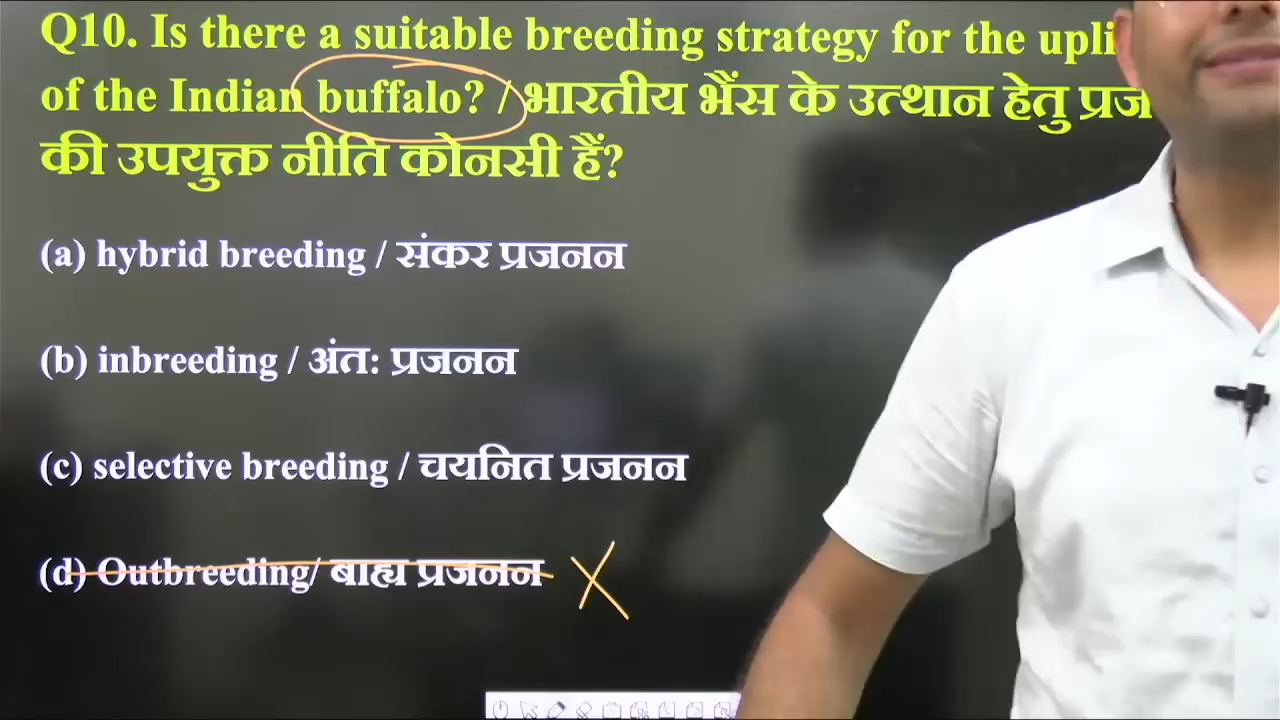 Q10. Is there a suitable breeding strategy for the upli
of the Indian buffalo? / भारतीय भैंस के उत्थान हेतु प्रज
की उपयुक्त नीति कोनसी हैं?
(a) hybrid breeding / संकर प्रजनन
(b) inbreeding / अंत: प्रजनन
(c) selective breeding / चयनित प्रजनन
(d) Outbreeding/ बाह्य प्रजनन